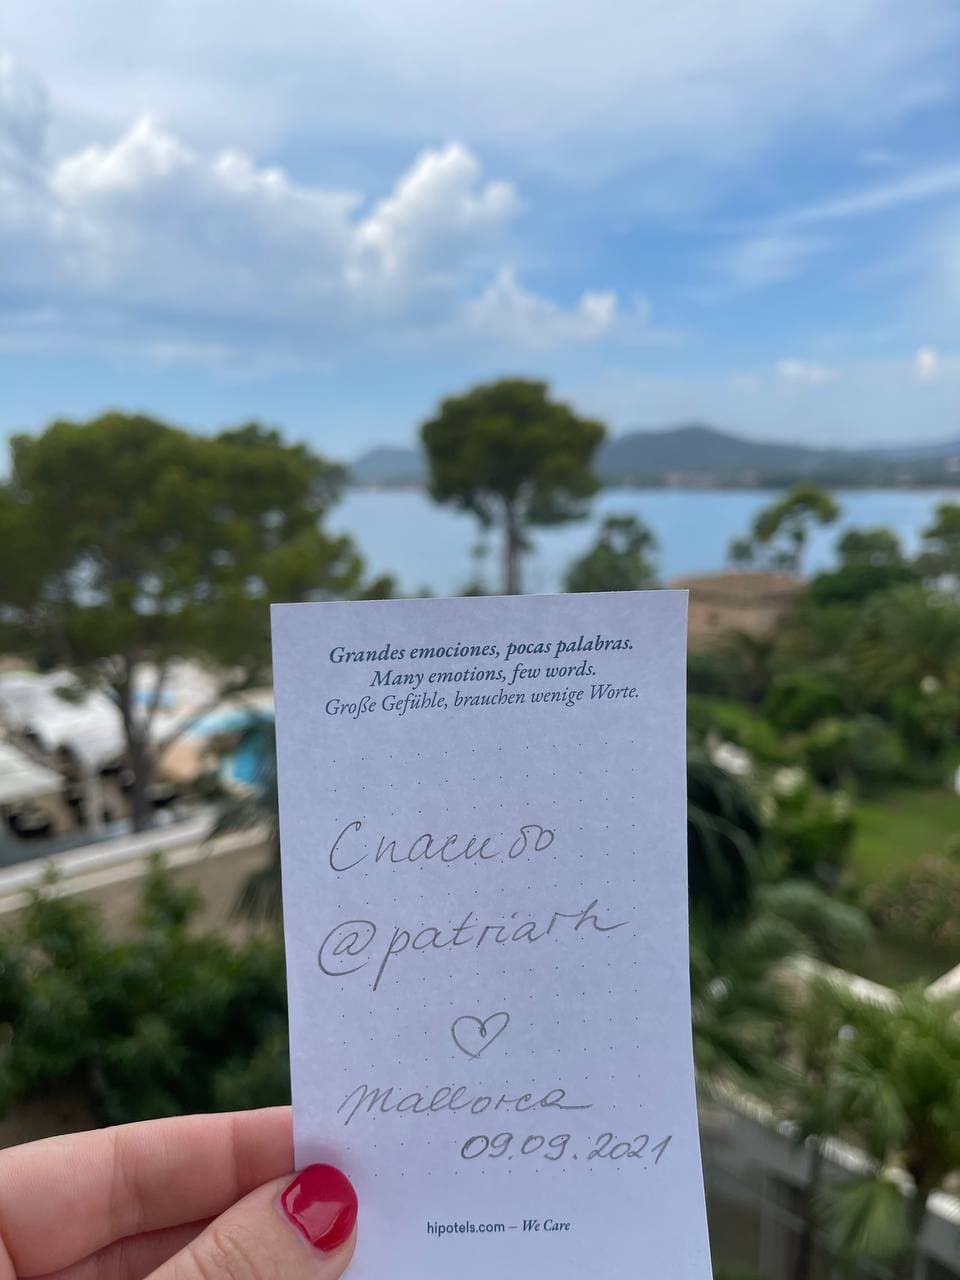 Grandes emociones, pocas palabras.
Many emotions, few words.
Große Gefühle, brauchen wenige Worte.
Спасибо
@patriarh
Mallorca
09.09.2021
hipotels.com – We Care